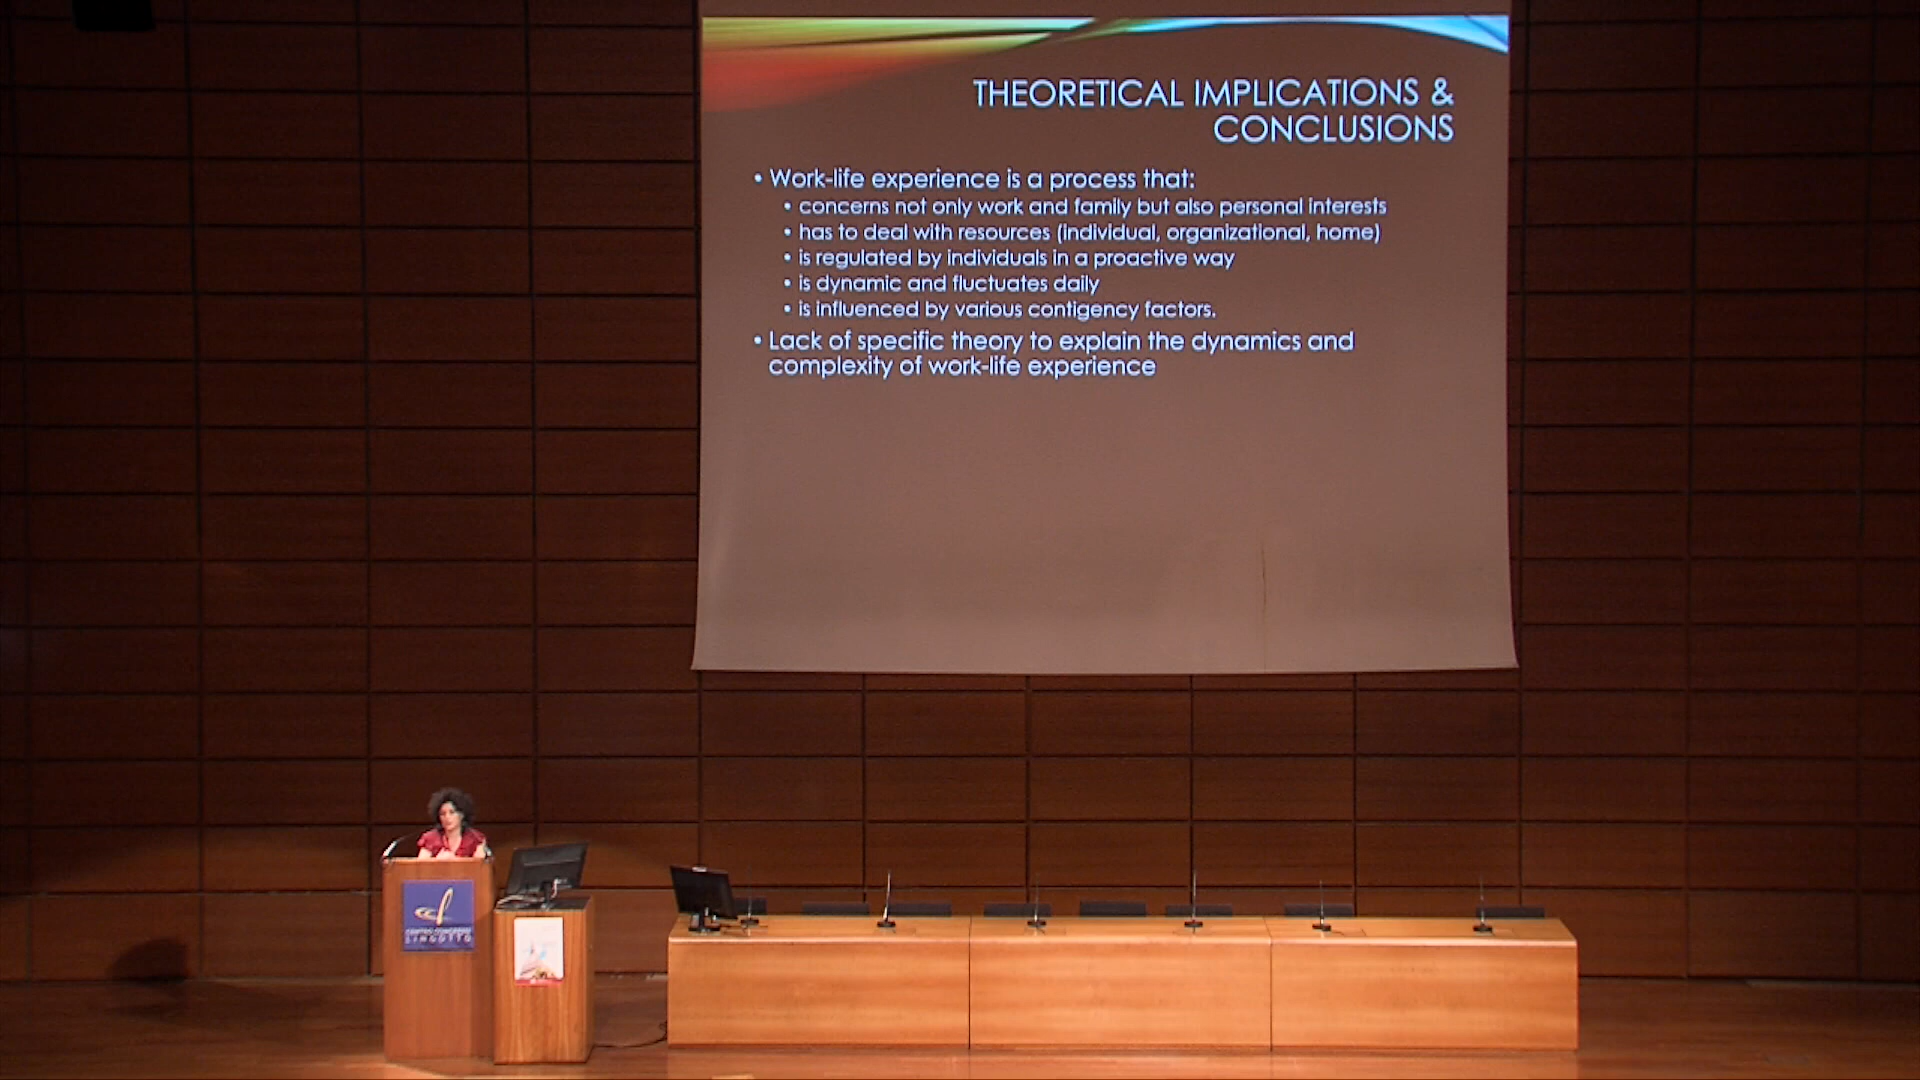 THEORETICAL IMPLICATIONS &
CONCLUSIONS
• Work-life experience is a process that:
• concerns not only work and family but also personal interests
• has to deal with resources (individual, organizational, home)
• is regulated by individuals in a proactive way
• is dynamic and fluctuates daily
• is influenced by various contigency factors.
• Lack of specific theory to explain the dynamics and
complexity of work-life experience
CENTRO CONGRESSI
LINGOTTO